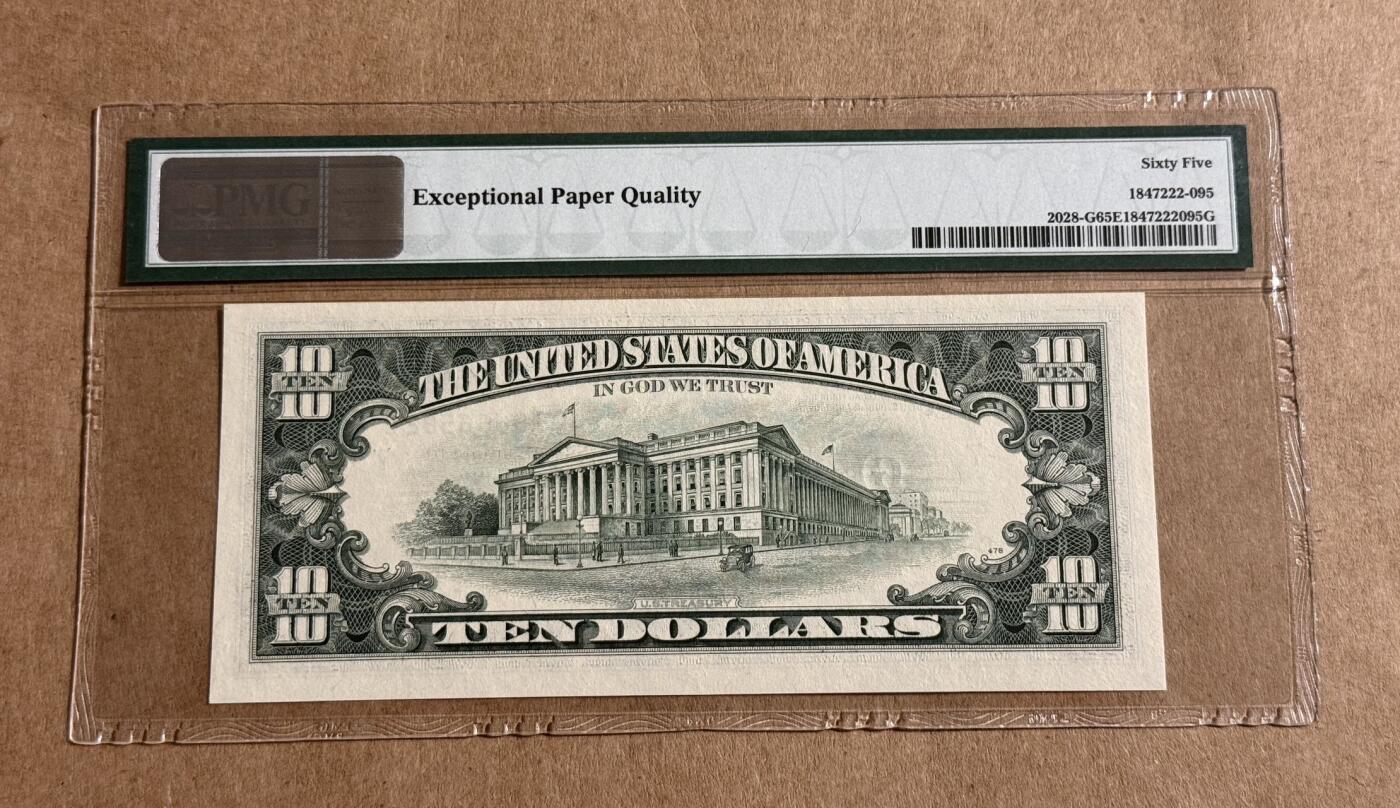 PMG
Exceptional Paper Quality
Sixty Five
1847222-095
2028-G65E1847222095G
10
TEN
10
THE UNITED STATES OF AMERICA
IN GOD WE TRUST
10
TEN
10
478
10
TEN
10
U.S. TREASURY
TEN DOLLARS
10
TEN
10